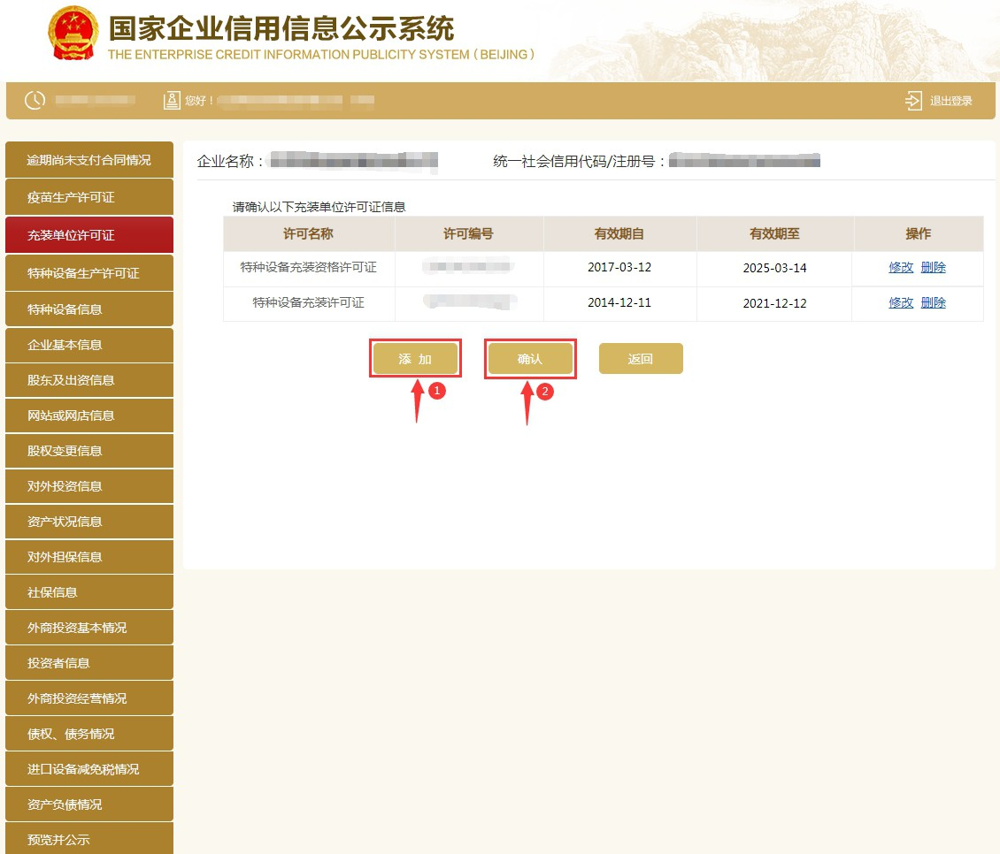 国家企业信用信息公示系统
THE ENTERPRISE CREDIT INFORMATION PUBLICITY SYSTEM ( BEIJING )
您好！
退出登录
逾期尚未支付合同情况
疫苗生产许可证
充装单位许可证
特种设备生产许可证
特种设备信息
企业基本信息
股东及出资信息
网站或网店信息
股权变更信息
对外投资信息
资产状况信息
对外担保信息
社保信息
外商投资基本情况
投资者信息
外商投资经营情况
债权、债务情况
进口设备减免税情况
资产负债情况
预览并公示
企业名称： 统一社会信用代码/注册号：
请确认以下充装单位许可证信息
许可名称 许可编号 有效期自 有效期至 操作
特种设备充装资格许可证 2017-03-12 2025-03-14 修改 删除
特种设备充装许可证 2014-12-11 2021-12-12 修改 删除
添 加 确认 返回
1 2